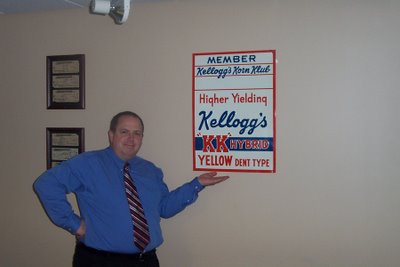 MEMBER
Kellogg's Korn Klub
Higher Yielding
Kellogg's
"KK" HYBRID
YELLOW DENT TYPE